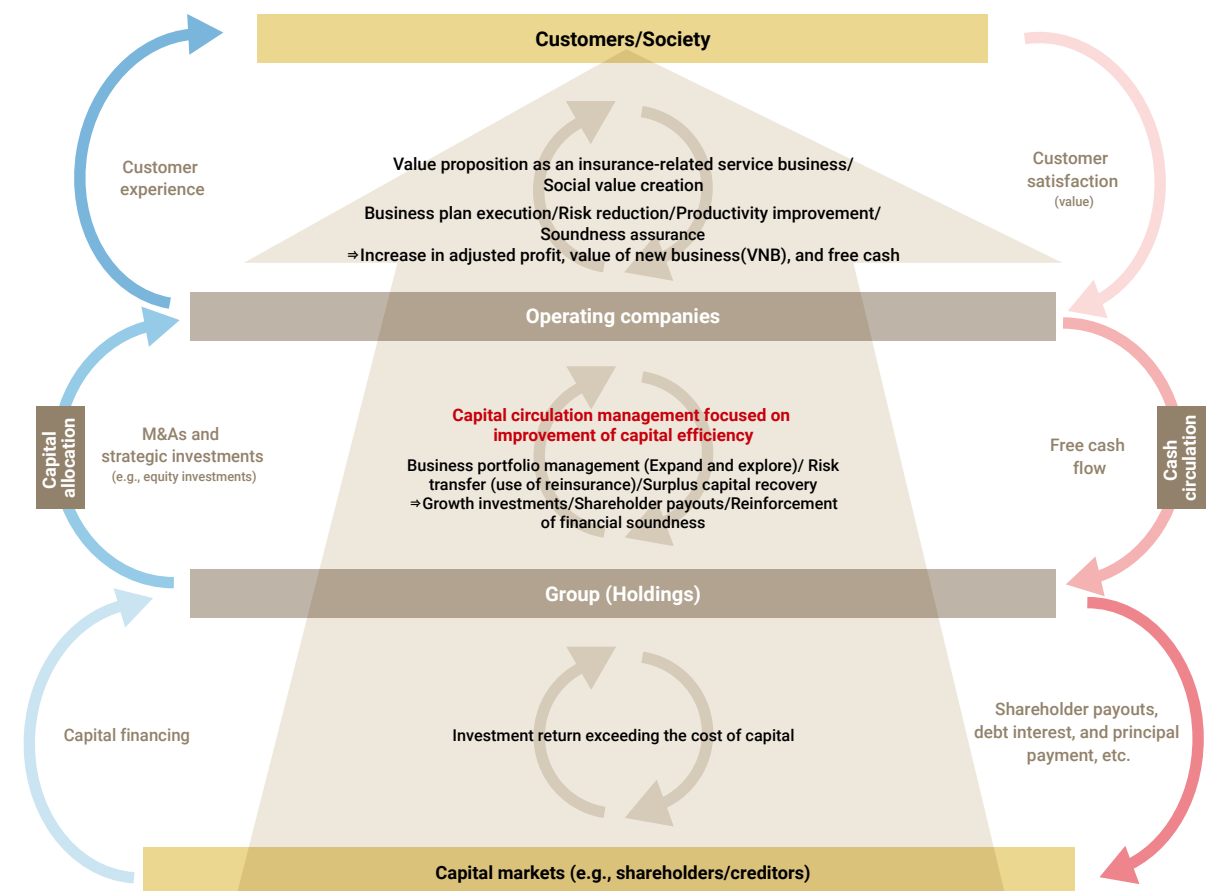 Customers/Society
Customer
experience
Value proposition as an insurance-related service business/
Social value creation
Business plan execution/Risk reduction/Productivity improvement/
Soundness assurance
⇒Increase in adjusted profit, value of new business(VNB), and free cash
Customer
satisfaction
(value)
Operating companies
Capital
allocation
M&As and
strategic investments
(e.g., equity investments)
Capital circulation management focused on
improvement of capital efficiency
Business portfolio management (Expand and explore)/ Risk
transfer (use of reinsurance)/Surplus capital recovery
⇒Growth investments/Shareholder payouts/Reinforcement
of financial soundness
Free cash
flow
Cash
circulation
Group (Holdings)
Capital financing
Investment return exceeding the cost of capital
Shareholder payouts,
debt interest, and principal
payment, etc.
Capital markets (e.g., shareholders/creditors)